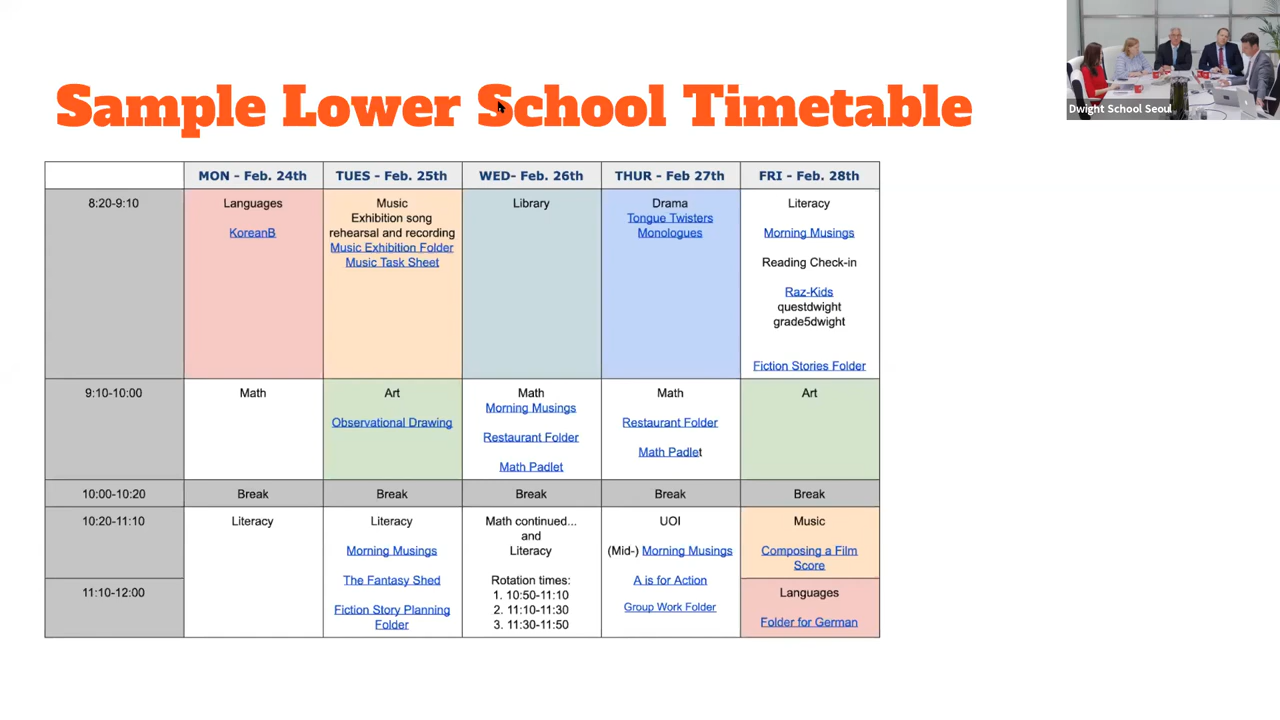 Sample Lower School Timetable
Dwight School Seoul
MON - Feb. 24th
TUES - Feb. 25th
WED- Feb. 26th
THUR - Feb 27th
FRI - Feb. 28th
8:20-9:10
Languages
KoreanB
Music
Exhibition song
rehearsal and recording
Music Exhibition Folder
Music Task Sheet
Library
Drama
Tongue Twisters
Monologues
Literacy
Morning Musings
Reading Check-in
Raz-Kids
questdwight
grade5dwight
Fiction Stories Folder
9:10-10:00
Math
Art
Observational Drawing
Math
Morning Musings
Restaurant Folder
Math Padlet
Math
Restaurant Folder
Math Padlet
Art
10:00-10:20
Break
Break
Break
Break
Break
10:20-11:10
Literacy
Literacy
Morning Musings
The Fantasy Shed
Fiction Story Planning
Folder
Math continued...
and
Literacy
Rotation times:
1. 10:50-11:10
2. 11:10-11:30
3. 11:30-11:50
UOI
(Mid-) Morning Musings
A is for Action
Group Work Folder
Music
Composing a Film
Score
11:10-12:00
Languages
Folder for German